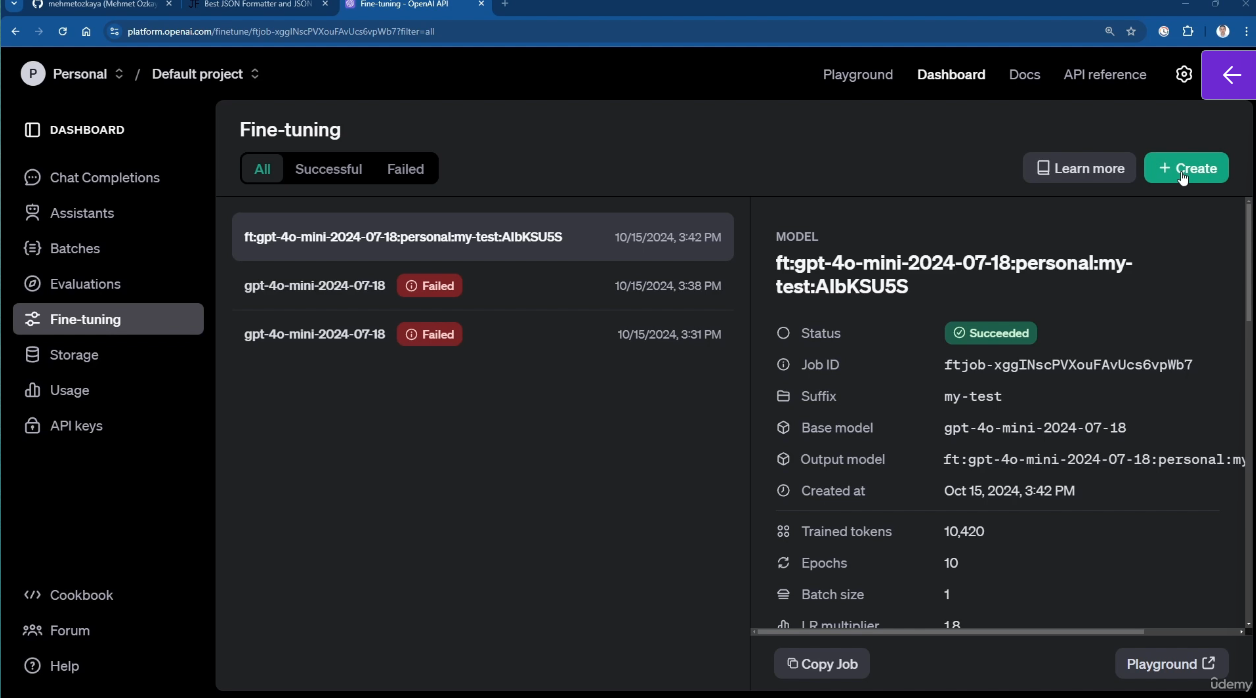 mehmetozkaya (Mehmet Ozka
Best JSON Formatter and JSON
Fine-tuning - OpenAI API
platform.openai.com/finetune/ftjob-xggINscPVXouFAvUcs6vpWb7?filter=all
P Personal / Default project
Playground Dashboard Docs API reference
DASHBOARD
Chat Completions
Assistants
Batches
Evaluations
Fine-tuning
Storage
Usage
API keys
Cookbook
Forum
Help
Fine-tuning
All Successful Failed
Learn more + Create
ft:gpt-4o-mini-2024-07-18:personal:my-test:AIbKSU5S 10/15/2024, 3:42 PM
gpt-4o-mini-2024-07-18 Failed 10/15/2024, 3:38 PM
gpt-4o-mini-2024-07-18 Failed 10/15/2024, 3:31 PM
MODEL
ft:gpt-4o-mini-2024-07-18:personal:my-
test:AIbKSU5S
Status Succeeded
Job ID ftjob-xggINscPVXouFAvUcs6vpWb7
Suffix my-test
Base model gpt-4o-mini-2024-07-18
Output model ft:gpt-4o-mini-2024-07-18:personal:my
Created at Oct 15, 2024, 3:42 PM
Trained tokens 10,420
Epochs 10
Batch size 1
LR multiplier 1.8
Copy Job Playground
ûdemy